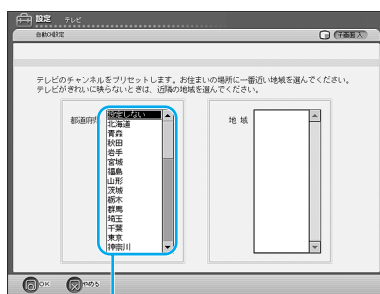 設定 テレビ
自動CH設定
子画面 入
テレビのチャンネルをプリセットします。お住まいの場所に一番近い地域を選んでください。
テレビがきれいに映らないときは、近隣の地域を選んでください。
都道府県
設定しない
北海道
青森
秋田
岩手
宮城
福島
山形
茨城
栃木
群馬
埼玉
千葉
東京
神奈川
地 域
OK
やめる